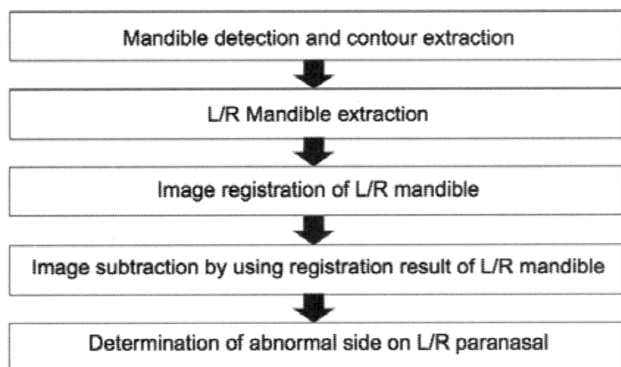 Mandible detection and contour extraction
L/R Mandible extraction
Image registration of L/R mandible
Image subtraction by using registration result of L/R mandible
Determination of abnormal side on L/R paranasal